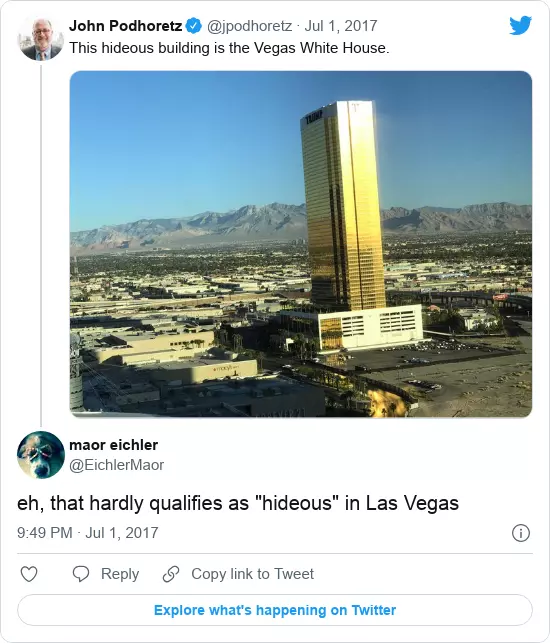 John Podhoretz @jpodhoretz · Jul 1, 2017
This hideous building is the Vegas White House.
TRUMP
T
macy's
maor eichler
@EichlerMaor
eh, that hardly qualifies as "hideous" in Las Vegas
9:49 PM · Jul 1, 2017
Reply
Copy link to Tweet
Explore what's happening on Twitter